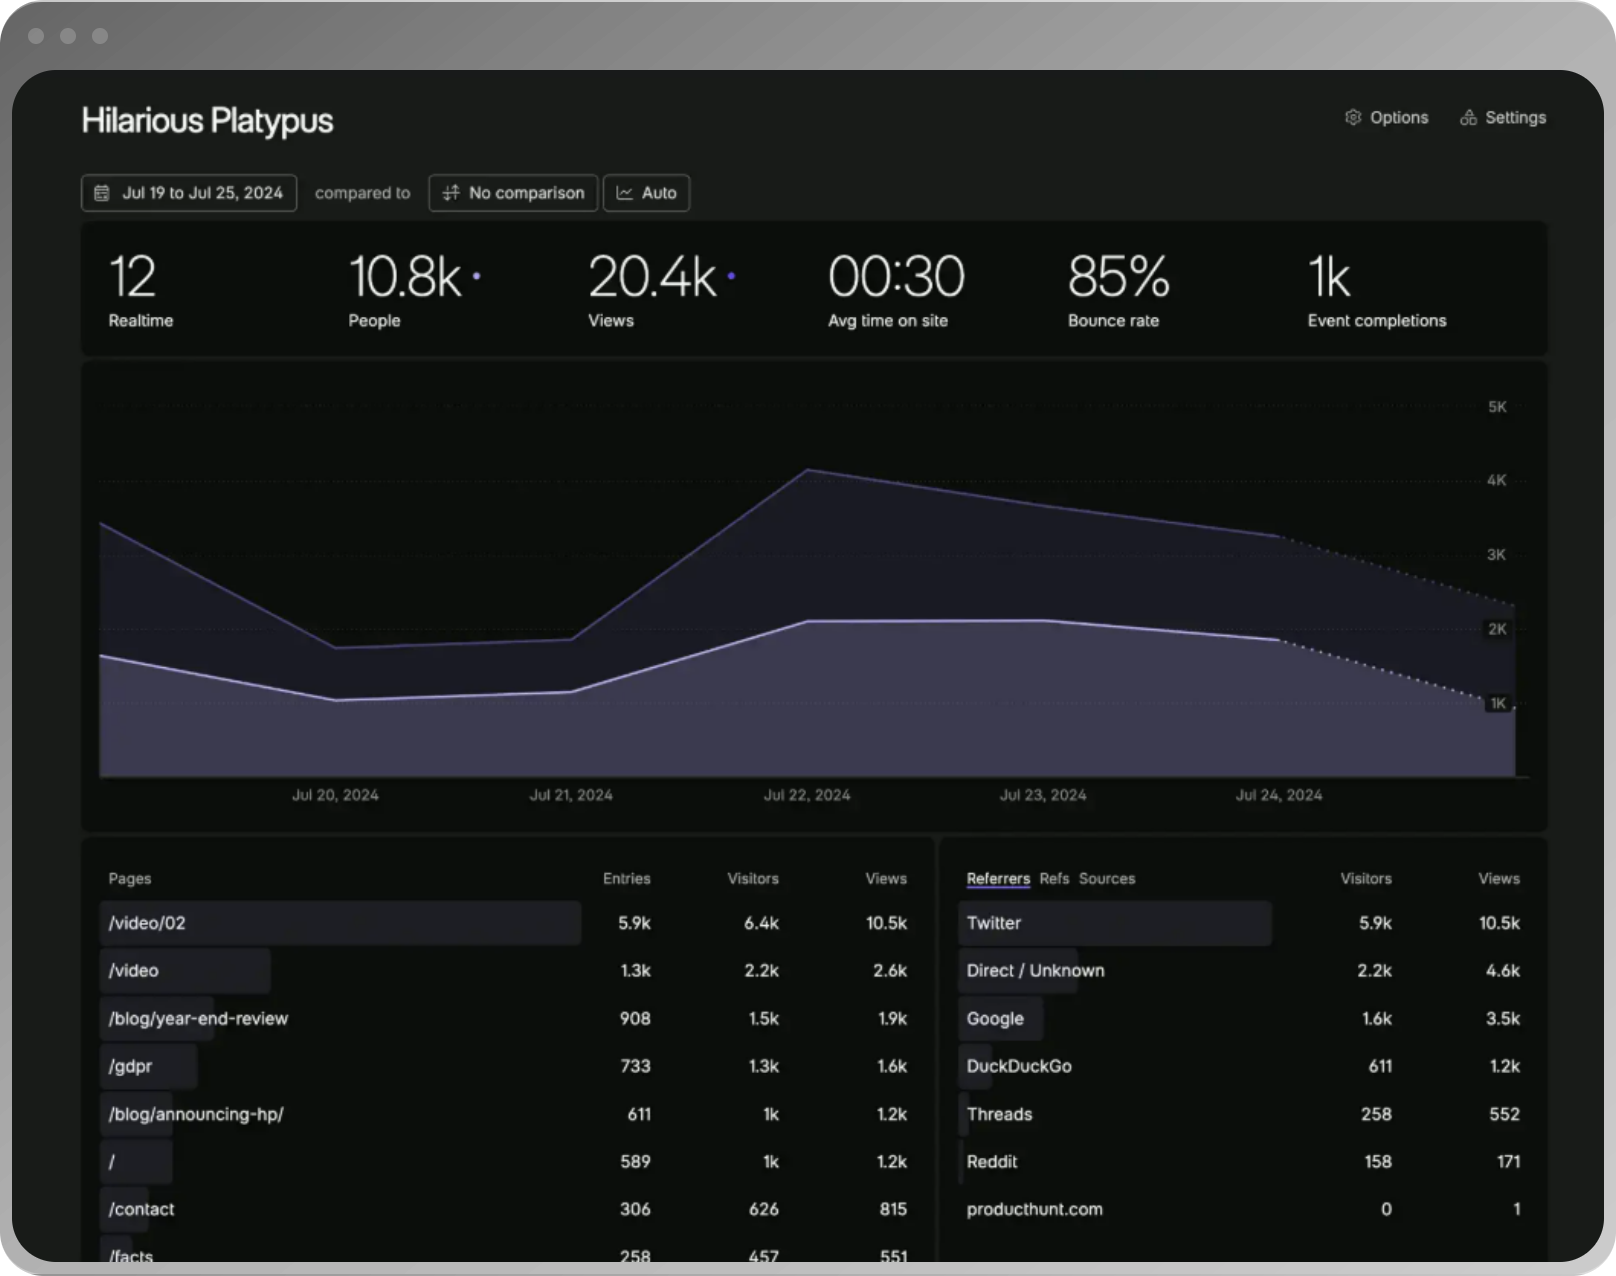 Hilarious Platypus
Options Settings
Jul 19 to Jul 25, 2024 compared to No comparison Auto
12 10.8k 20.4k 00:30 85% 1k
Realtime People Views Avg time on site Bounce rate Event completions
5K
4K
3K
2K
1K
Jul 20, 2024 Jul 21, 2024 Jul 22, 2024 Jul 23, 2024 Jul 24, 2024
Pages Entries Visitors Views
/video/02 5.9k 6.4k 10.5k
/video 1.3k 2.2k 2.6k
/blog/year-end-review 908 1.5k 1.9k
/gdpr 733 1.3k 1.6k
/blog/announcing-hp/ 611 1k 1.2k
/ 589 1k 1.2k
/contact 306 626 815
/facts 258 457 551
Referrers Refs Sources Visitors Views
Twitter 5.9k 10.5k
Direct / Unknown 2.2k 4.6k
Google 1.6k 3.5k
DuckDuckGo 611 1.2k
Threads 258 552
Reddit 158 171
producthunt.com 0 1